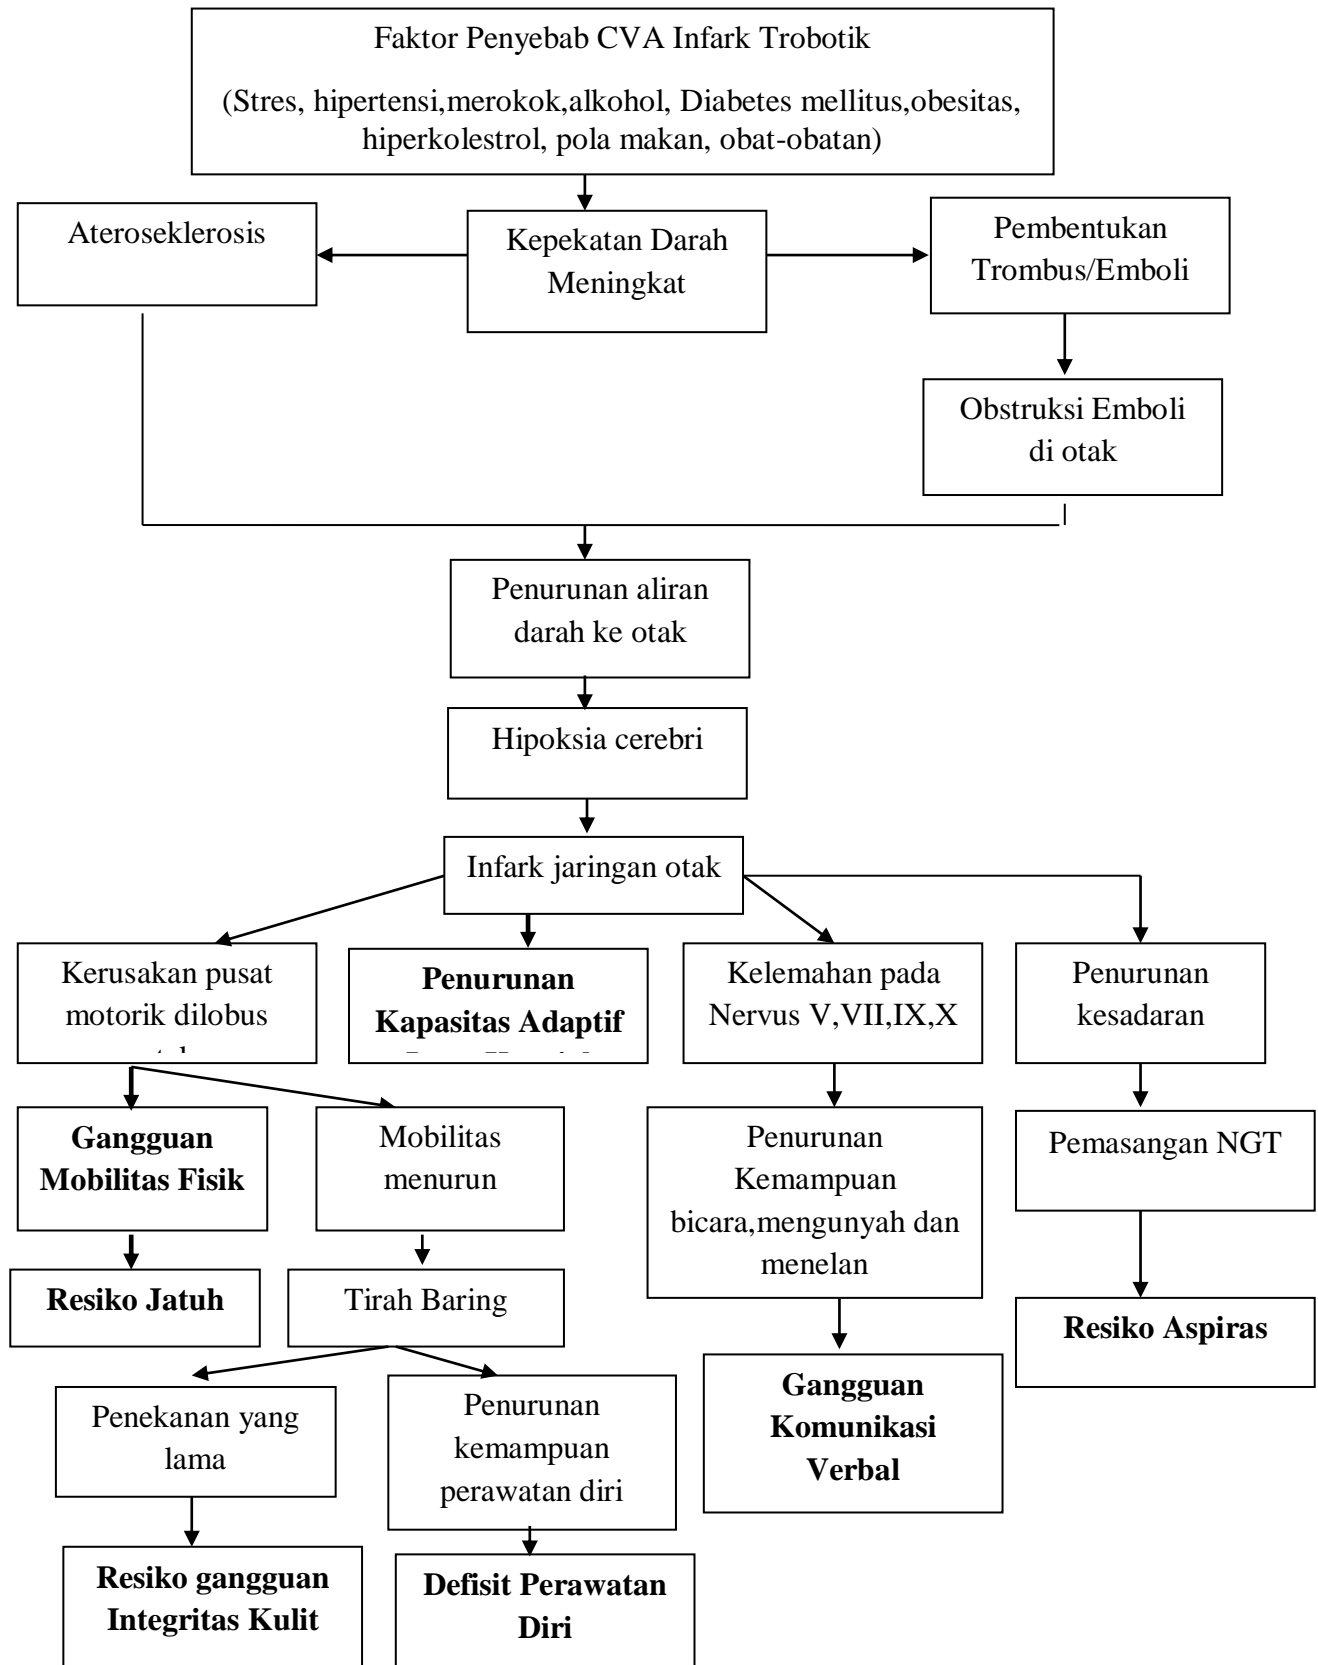 Faktor Penyebab CVA Infark Trobotik
(Stres, hipertensi,merokok,alkohol, Diabetes mellitus,obesitas,
hiperkolestrol, pola makan, obat-obatan)
Ateroseklerosis
Kepekatan Darah
Meningkat
Pembentukan
Trombus/Emboli
Obstruksi Emboli
di otak
Penurunan aliran
darah ke otak
Hipoksia cerebri
Infark jaringan otak
Kerusakan pusat
motorik dilobus
Penurunan
Kapasitas Adaptif
Kelemahan pada
Nervus V,VII,IX,X
Penurunan
kesadaran
Gangguan
Mobilitas Fisik
Mobilitas
menurun
Penurunan
Kemampuan
bicara,mengunyah dan
menelan
Pemasangan NGT
Resiko Jatuh
Tirah Baring
Resiko Aspiras
Penekanan yang
lama
Penurunan
kemampuan
perawatan diri
Gangguan
Komunikasi
Verbal
Resiko gangguan
Integritas Kulit
Defisit Perawatan
Diri